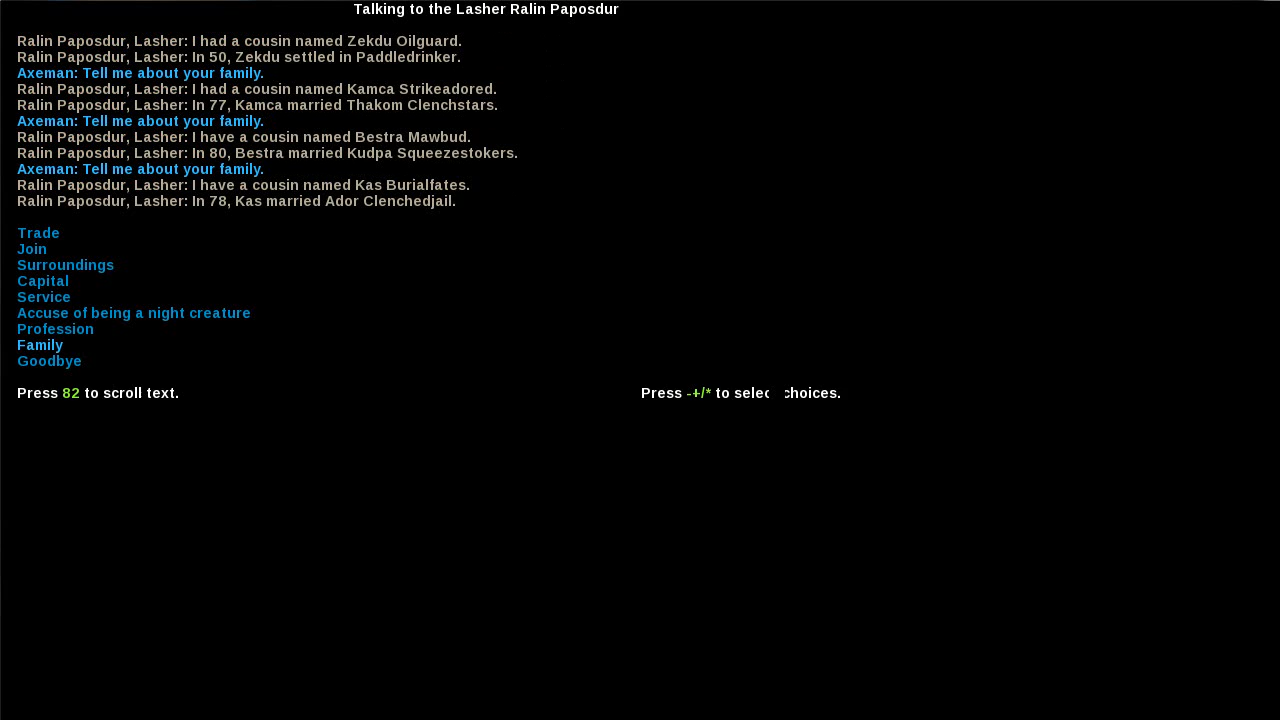 Talking to the Lasher Ralin Paposdur
Ralin Paposdur, Lasher: I had a cousin named Zekdu Oilguard.
Ralin Paposdur, Lasher: In 50, Zekdu settled in Paddledrinker.
Axeman: Tell me about your family.
Ralin Paposdur, Lasher: I had a cousin named Kamca Strikeadored.
Ralin Paposdur, Lasher: In 77, Kamca married Thakom Clenchstars.
Axeman: Tell me about your family.
Ralin Paposdur, Lasher: I have a cousin named Bestra Mawbud.
Ralin Paposdur, Lasher: In 80, Bestra married Kudpa Squeezestokers.
Axeman: Tell me about your family.
Ralin Paposdur, Lasher: I have a cousin named Kas Burialfates.
Ralin Paposdur, Lasher: In 78, Kas married Ador Clenchedjail.
Trade
Join
Surroundings
Capital
Service
Accuse of being a night creature
Profession
Family
Goodbye
Press 82 to scroll text. Press -+/* to selec choices.